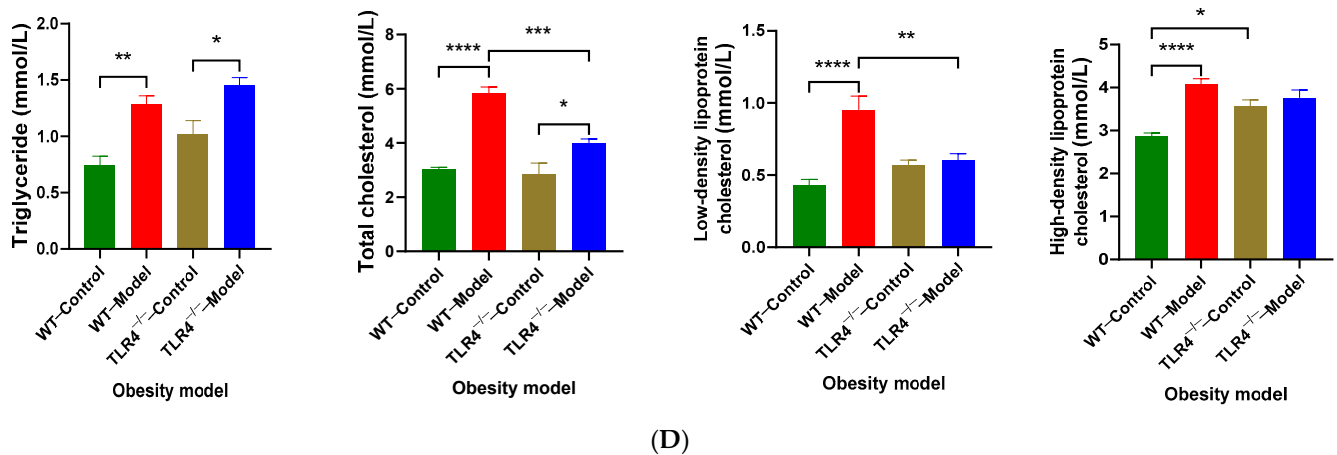 Triglyceride (mmol/L)
2.0
1.5
1.0
0.5
0.0
**
*
WT–Control
WT–Model
TLR4⁻/⁻–Control
TLR4⁻/⁻–Model
Obesity model
Total cholesterol (mmol/L)
8
6
4
2
0
****
***
*
WT–Control
WT–Model
TLR4⁻/⁻–Control
TLR4⁻/⁻–Model
Obesity model
Low-density lipoprotein
cholesterol (mmol/L)
1.5
1.0
0.5
0.0
****
**
WT–Control
WT–Model
TLR4⁻/⁻–Control
TLR4⁻/⁻–Model
Obesity model
High-density lipoprotein
cholesterol (mmol/L)
5
4
3
2
1
0
*
****
WT–Control
WT–Model
TLR4⁻/⁻–Control
TLR4⁻/⁻–Model
Obesity model
(D)